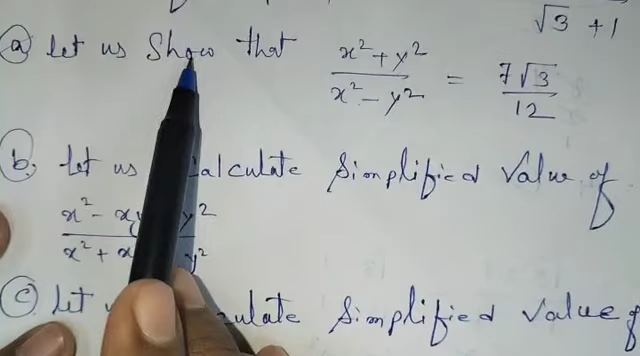 √3 + 1
(a) Let us Show that x² + y² / x² - y² = 7√3 / 12
(b). Let us Calculate Simplified Value of
x² - xy y² / x² + x y²
(c) Let Simplified Value of